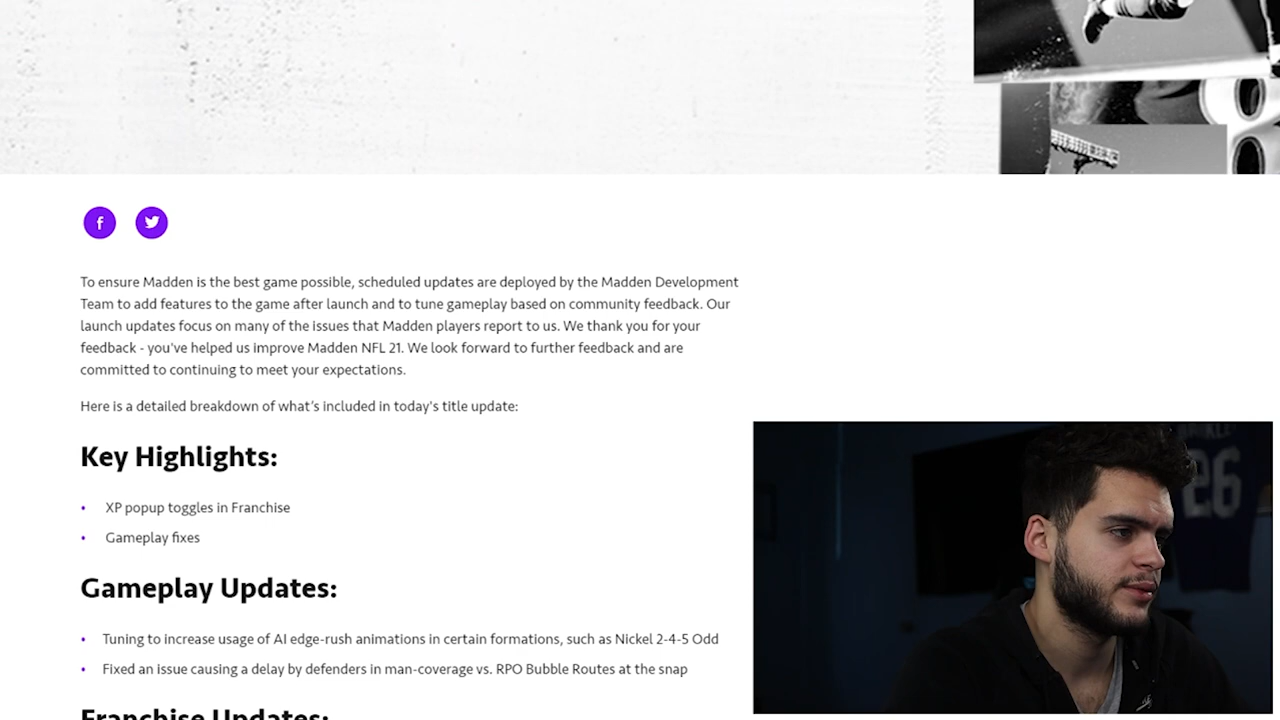 To ensure Madden is the best game possible, scheduled updates are deployed by the Madden Development
Team to add features to the game after launch and to tune gameplay based on community feedback. Our
launch updates focus on many of the issues that Madden players report to us. We thank you for your
feedback - you've helped us improve Madden NFL 21. We look forward to further feedback and are
committed to continuing to meet your expectations.
Here is a detailed breakdown of what's included in today's title update:
Key Highlights:
• XP popup toggles in Franchise
• Gameplay fixes
Gameplay Updates:
• Tuning to increase usage of AI edge-rush animations in certain formations, such as Nickel 2-4-5 Odd
• Fixed an issue causing a delay by defenders in man-coverage vs. RPO Bubble Routes at the snap
Franchise Updates:
26